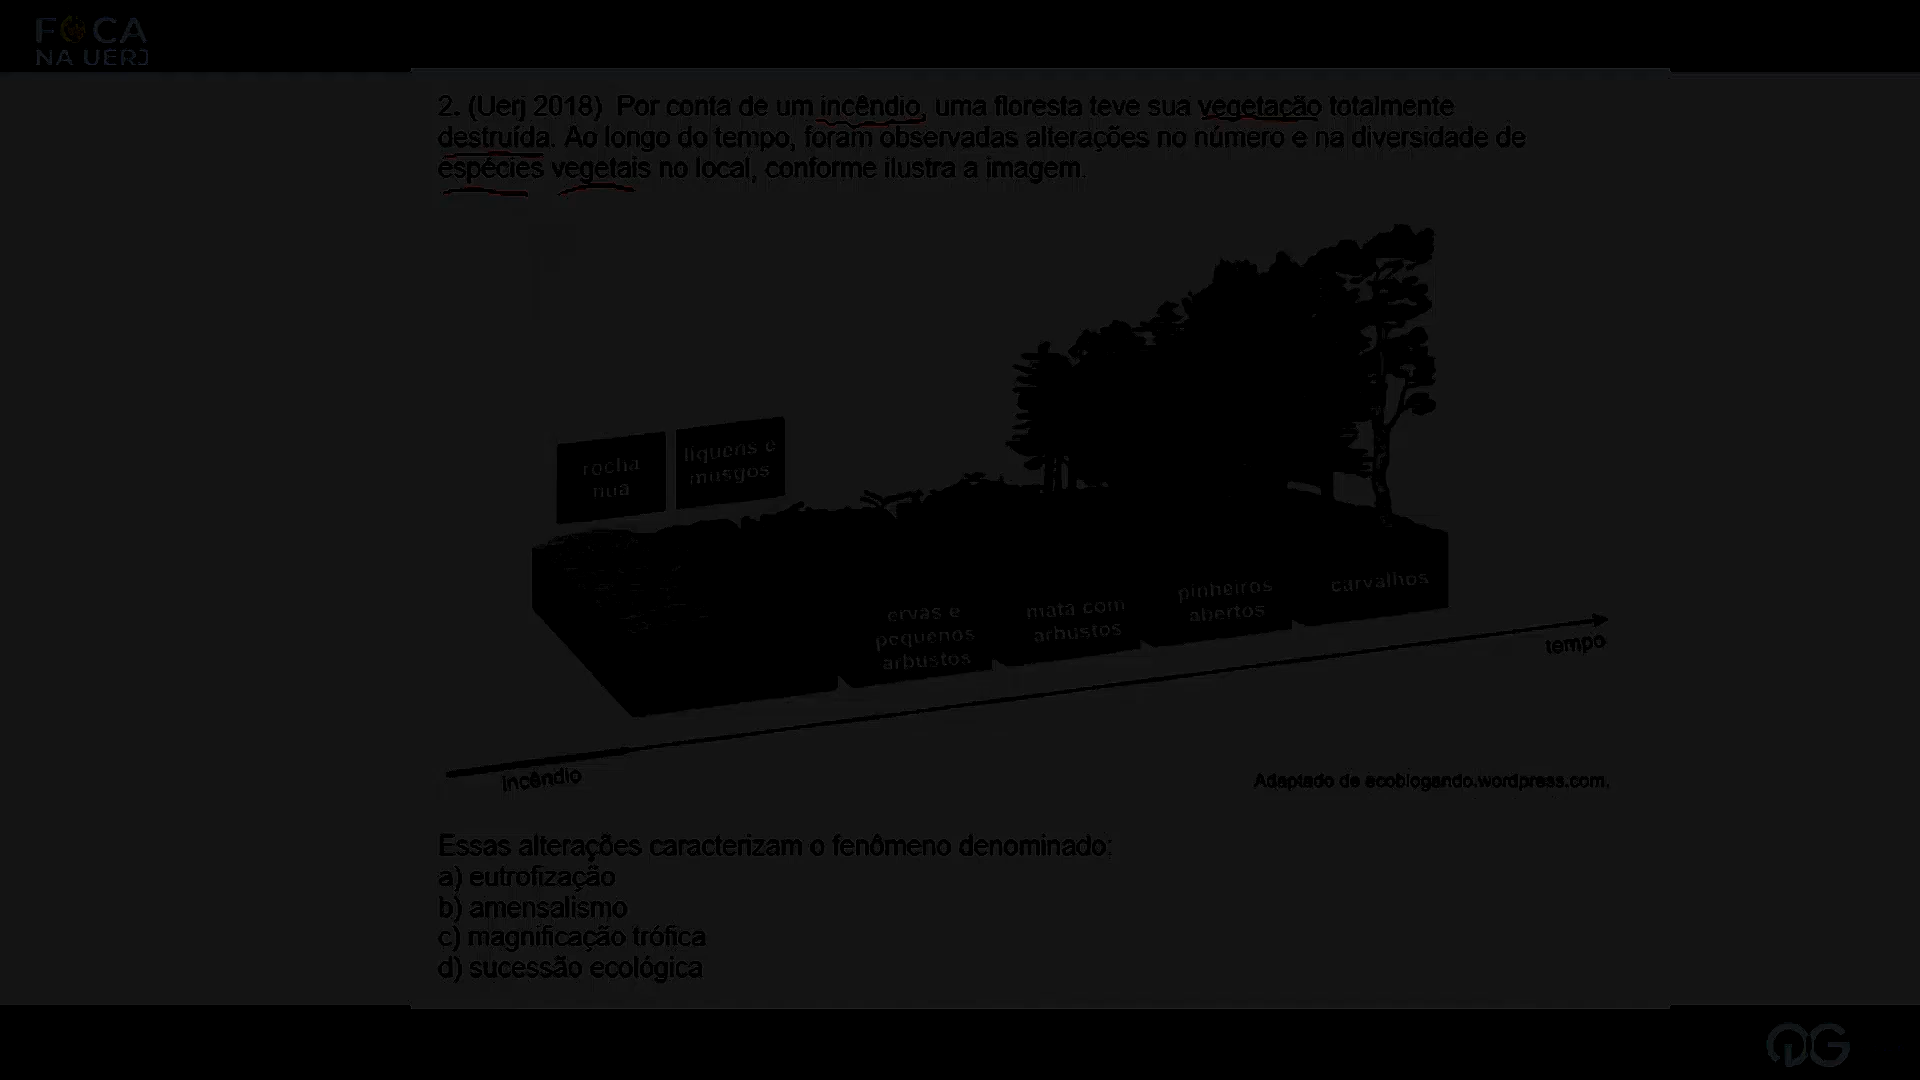 FOCA
NA UERJ
2. (Uerj 2018) Por conta de um incêndio, uma floresta teve sua vegetação totalmente
destruída. Ao longo do tempo, foram observadas alterações no número e na diversidade de
espécies vegetais no local, conforme ilustra a imagem.
rocha
nua
liquens e
musgos
ervas e
pequenos
arbustos
mata com
arbustos
pinheiros
abertos
carvalhos
tempo
incêndio
Adaptado de ecoblogando.wordpress.com.
Essas alterações caracterizam o fenômeno denominado:
a) eutrofização
b) amensalismo
c) magnificação trófica
d) sucessão ecológica
QG